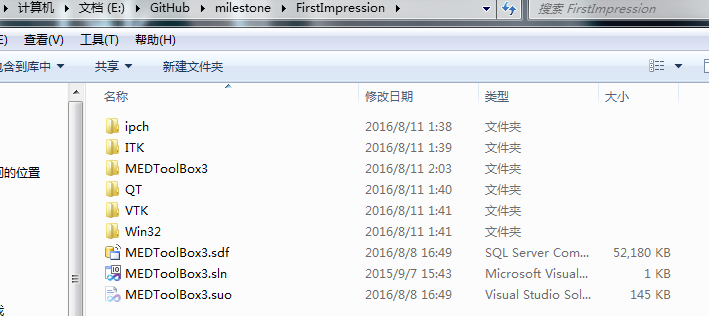 计算机 ▸ 文档 (E:) ▸ GitHub ▸ milestone ▸ FirstImpression ▸ 搜索 FirstImpression
E) 查看(V) 工具(T) 帮助(H)
包含到库中 共享 新建文件夹
名称 修改日期 类型 大小
ipch 2016/8/11 1:38 文件夹
ITK 2016/8/11 1:39 文件夹
MEDToolBox3 2016/8/11 2:03 文件夹
问的位置
QT 2016/8/11 1:40 文件夹
VTK 2016/8/11 1:41 文件夹
Win32 2016/8/11 1:41 文件夹
MEDToolBox3.sdf 2016/8/8 16:49 SQL Server Com... 52,180 KB
MEDToolBox3.sln 2015/9/7 15:43 Microsoft Visual... 1 KB
MEDToolBox3.suo 2016/8/8 16:49 Visual Studio Sol... 145 KB